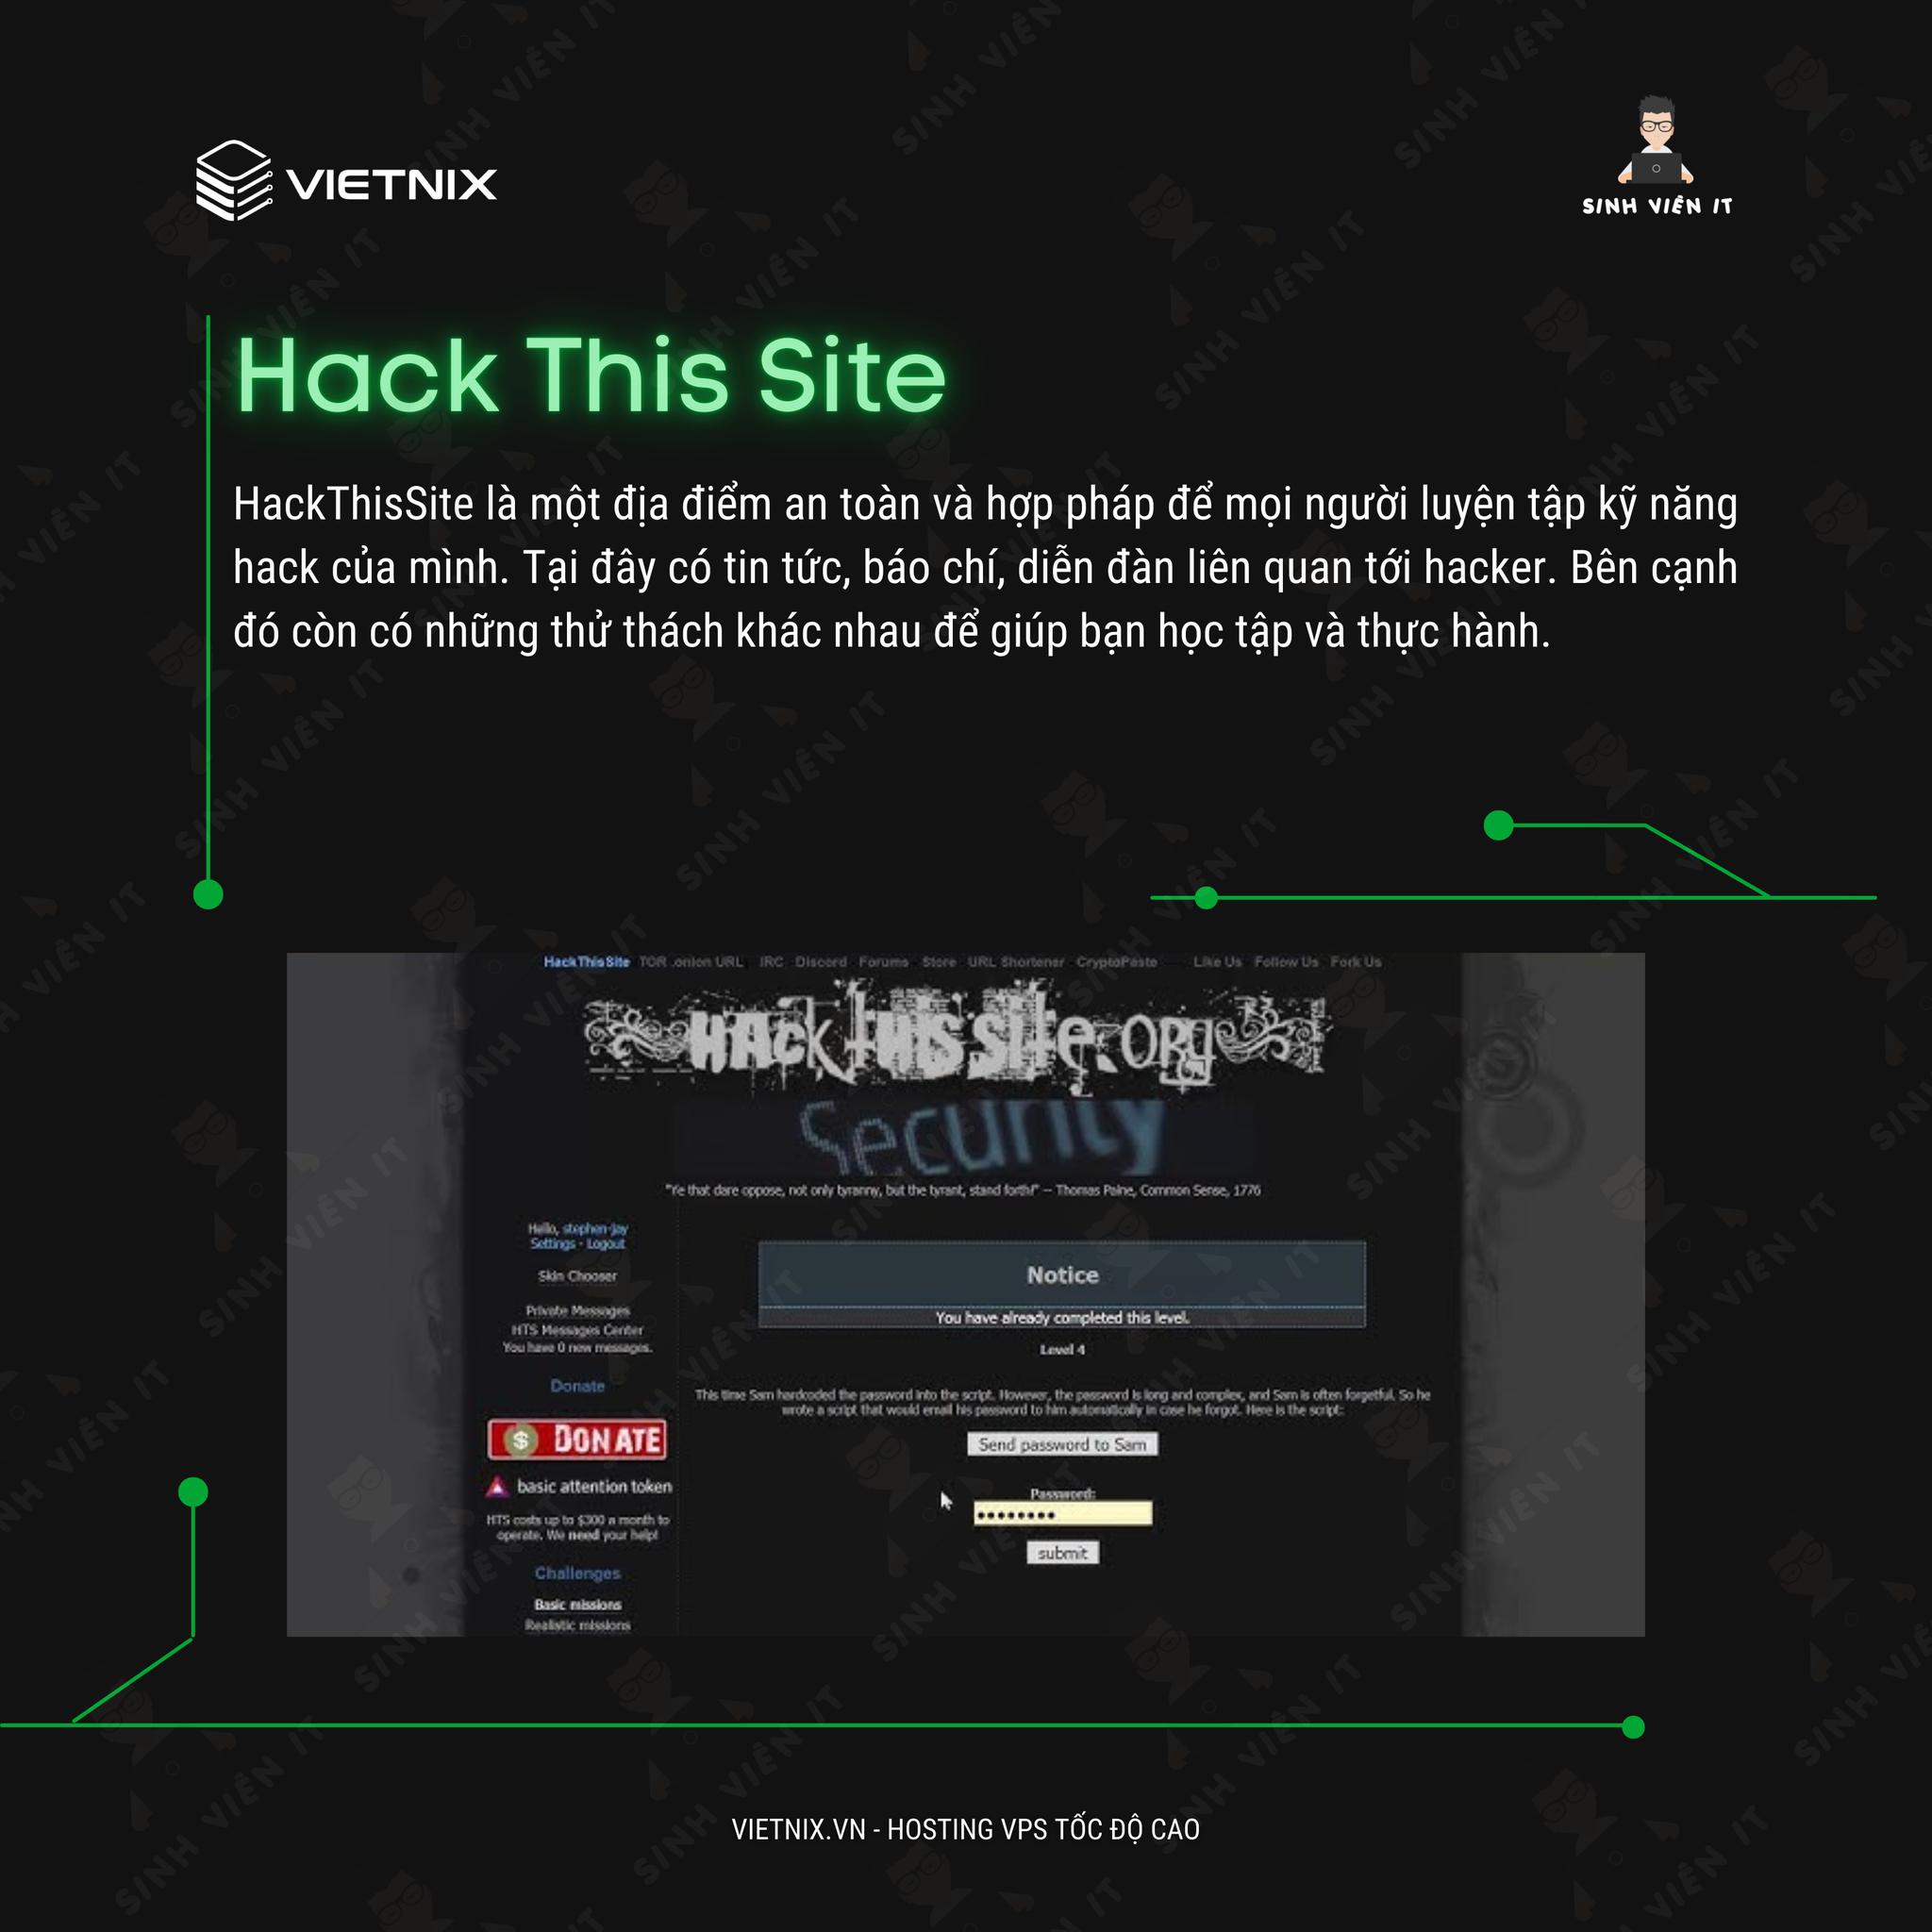 VIETNIX
SINH VIÊN IT
Hack This Site
HackThisSite là một địa điểm an toàn và hợp pháp để mọi người luyện tập kỹ năng
hack của mình. Tại đây có tin tức, báo chí, diễn đàn liên quan tới hacker. Bên cạnh
đó còn có những thử thách khác nhau để giúp bạn học tập và thực hành.
HackThisSite TOR .onion URL IRC Discord Forums Store URL Shortener CryptoPaste Like Us Follow Us Fork Us
HackThisSite.ORg
Security
"Ye that dare oppose, not only tyranny, but the tyrant, stand forth!" -- Thomas Paine, Common Sense, 1776
Hello, stephen-jay
Settings - Logout
Skin Chooser
Private Messages
HTS Messages Center
You have 0 new messages.
Donate
DONATE
basic attention token
HTS costs up to $300 a month to
operate. We need your help!
Challenges
Basic missions
Realistic missions
Notice
You have already completed this level.
Level 4
This time Sam hardcoded the password into the script. However, the password is long and complex, and Sam is often forgetful. So he
wrote a script that would email his password to him automatically in case he forgot. Here is the script:
Send password to Sam
Password:
submit
VIETNIX.VN - HOSTING VPS TỐC ĐỘ CAO